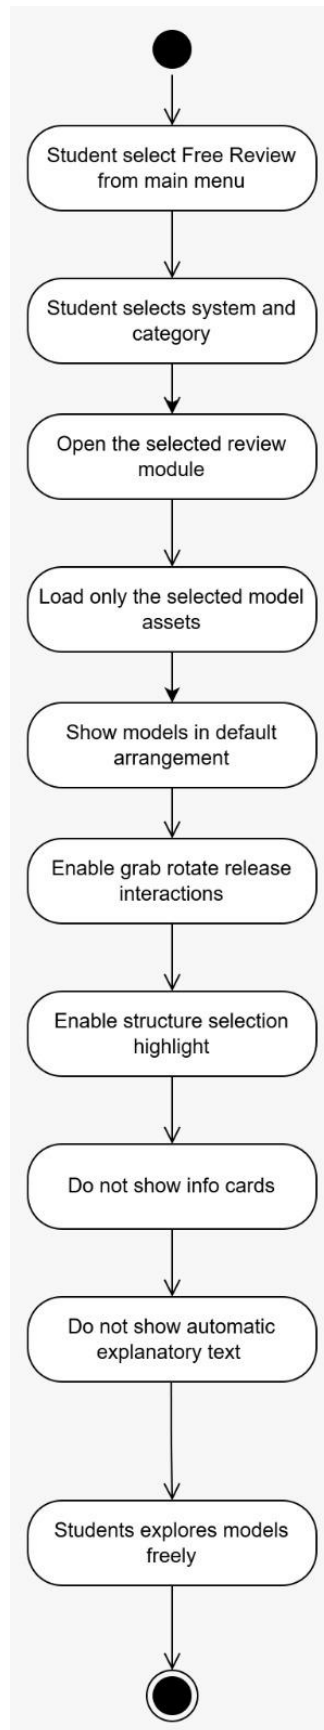 Student select Free Review
from main menu
Student selects system and
category
Open the selected review
module
Load only the selected model
assets
Show models in default
arrangement
Enable grab rotate release
interactions
Enable structure selection
highlight
Do not show info cards
Do not show automatic
explanatory text
Students explores models
freely